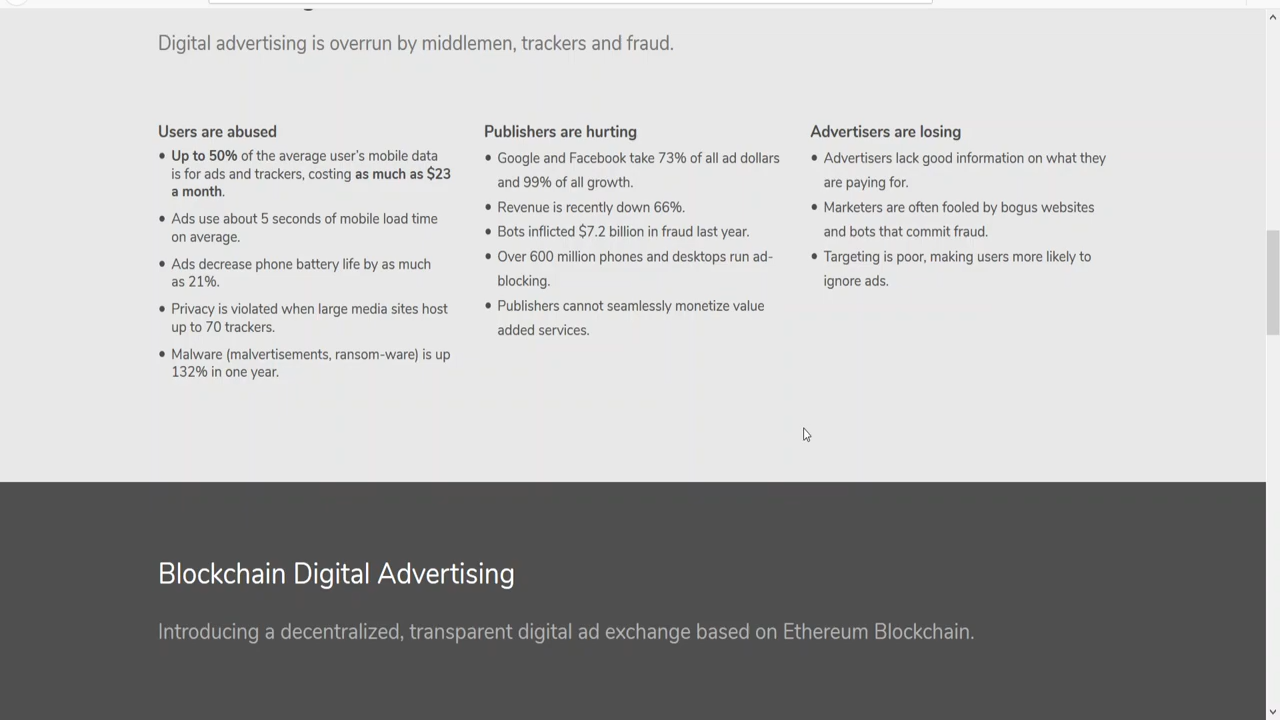 Digital advertising is overrun by middlemen, trackers and fraud.
Users are abused
Up to 50% of the average user's mobile data
is for ads and trackers, costing as much as $23
a month.
Ads use about 5 seconds of mobile load time
on average.
Ads decrease phone battery life by as much
as 21%.
Privacy is violated when large media sites host
up to 70 trackers.
Malware (malvertisements, ransom-ware) is up
132% in one year.
Publishers are hurting
Google and Facebook take 73% of all ad dollars
and 99% of all growth.
Revenue is recently down 66%.
Bots inflicted $7.2 billion in fraud last year.
Over 600 million phones and desktops run ad-
blocking.
Publishers cannot seamlessly monetize value
added services.
Advertisers are losing
Advertisers lack good information on what they
are paying for.
Marketers are often fooled by bogus websites
and bots that commit fraud.
Targeting is poor, making users more likely to
ignore ads.
Blockchain Digital Advertising
Introducing a decentralized, transparent digital ad exchange based on Ethereum Blockchain.